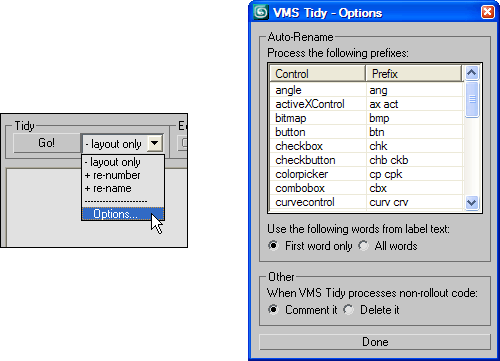 Tidy
Go!
- layout only
- layout only
+ re-number
+ re-name
--------------------
Options...
VMS Tidy - Options
Auto-Rename
Process the following prefixes:
Control Prefix
angle ang
activeXControl ax act
bitmap bmp
button btn
checkbox chk
checkbutton chb ckb
colorpicker cp cpk
combobox cbx
curvecontrol curv crv
Use the following words from label text:
First word only All words
Other
When VMS Tidy processes non-rollout code:
Comment it Delete it
Done